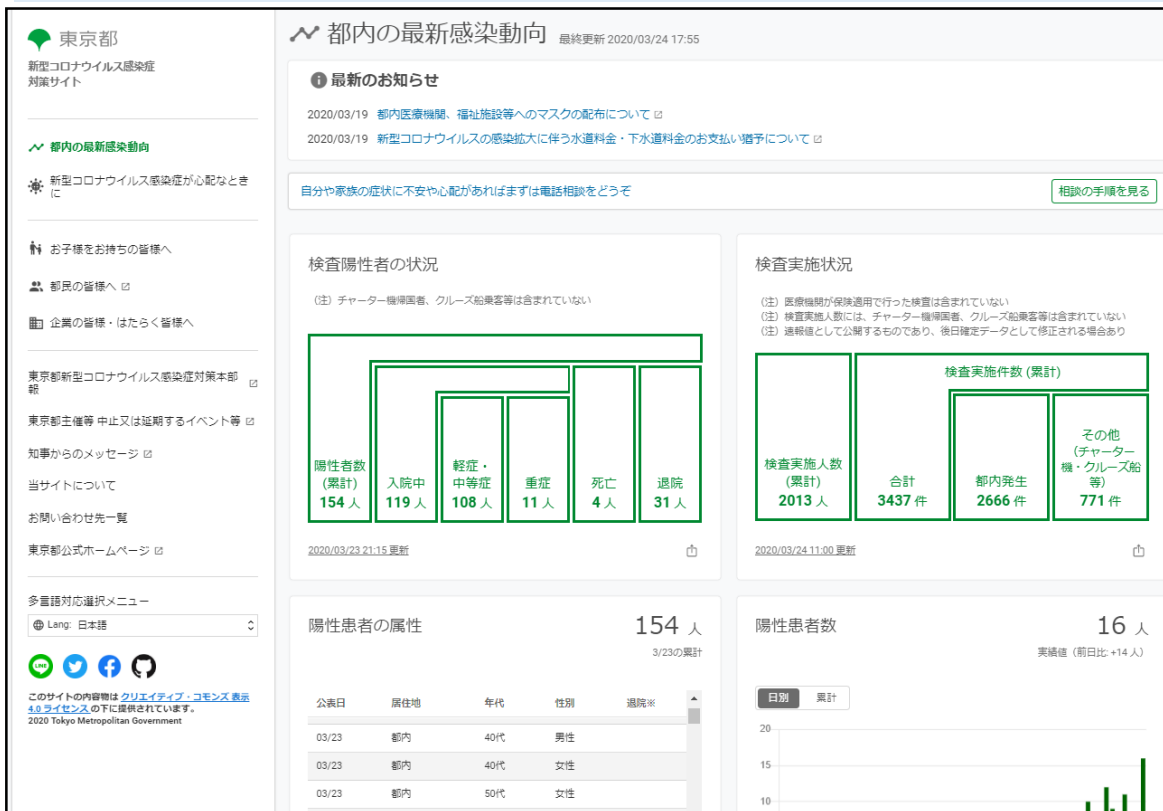 東京都
新型コロナウイルス感染症
対策サイト
都内の最新感染動向
新型コロナウイルス感染症が心配なとき
に
お子様をお持ちの皆様へ
都民の皆様へ
企業の皆様・はたらく皆様へ
東京都新型コロナウイルス感染症対策本部
報
東京都主催等 中止又は延期するイベント等
知事からのメッセージ
当サイトについて
お問い合わせ先一覧
東京都公式ホームページ
多言語対応選択メニュー
Lang: 日本語
LINE
このサイトの内容物は クリエイティブ・コモンズ 表示
4.0 ライセンス の下に提供されています。
2020 Tokyo Metropolitan Government
都内の最新感染動向 最終更新 2020/03/24 17:55
最新のお知らせ
2020/03/19 都内医療機関、福祉施設等へのマスクの配布について
2020/03/19 新型コロナウイルスの感染拡大に伴う水道料金・下水道料金のお支払い猶予について
自分や家族の症状に不安や心配があればまずは電話相談をどうぞ
相談の手順を見る
検査陽性者の状況
（注）チャーター機帰国者、クルーズ船乗客等は含まれていない
陽性者数
(累計)
154 人
入院中
119 人
軽症・
中等症
108 人
重症
11 人
死亡
4 人
退院
31 人
2020/03/23 21:15 更新
検査実施状況
（注）医療機関が保険適用で行った検査は含まれていない
（注）検査実施人数には、チャーター機帰国者、クルーズ船乗客等は含まれていない
（注）速報値として公開するものであり、後日確定データとして修正される場合あり
検査実施人数
(累計)
2013 人
検査実施件数 (累計)
合計
3437 件
都内発生
2666 件
その他
（チャーター
機・クルーズ船
等）
771 件
2020/03/24 11:00 更新
陽性患者の属性
154 人
3/23の累計
公表日 居住地 年代 性別 退院※
03/23 都内 40代 男性
03/23 都内 40代 女性
03/23 都内 50代 女性
陽性患者数
16 人
実績値（前日比: +14 人）
日別 累計
20
15
10